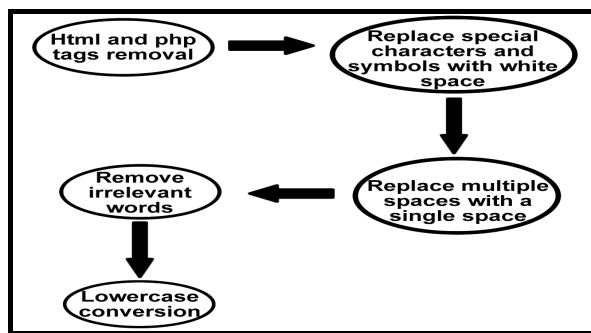 Html and php
tags removal
Replace special
characters and
symbols with white
space
Replace multiple
spaces with a
single space
Remove
irrelevant
words
Lowercase
conversion